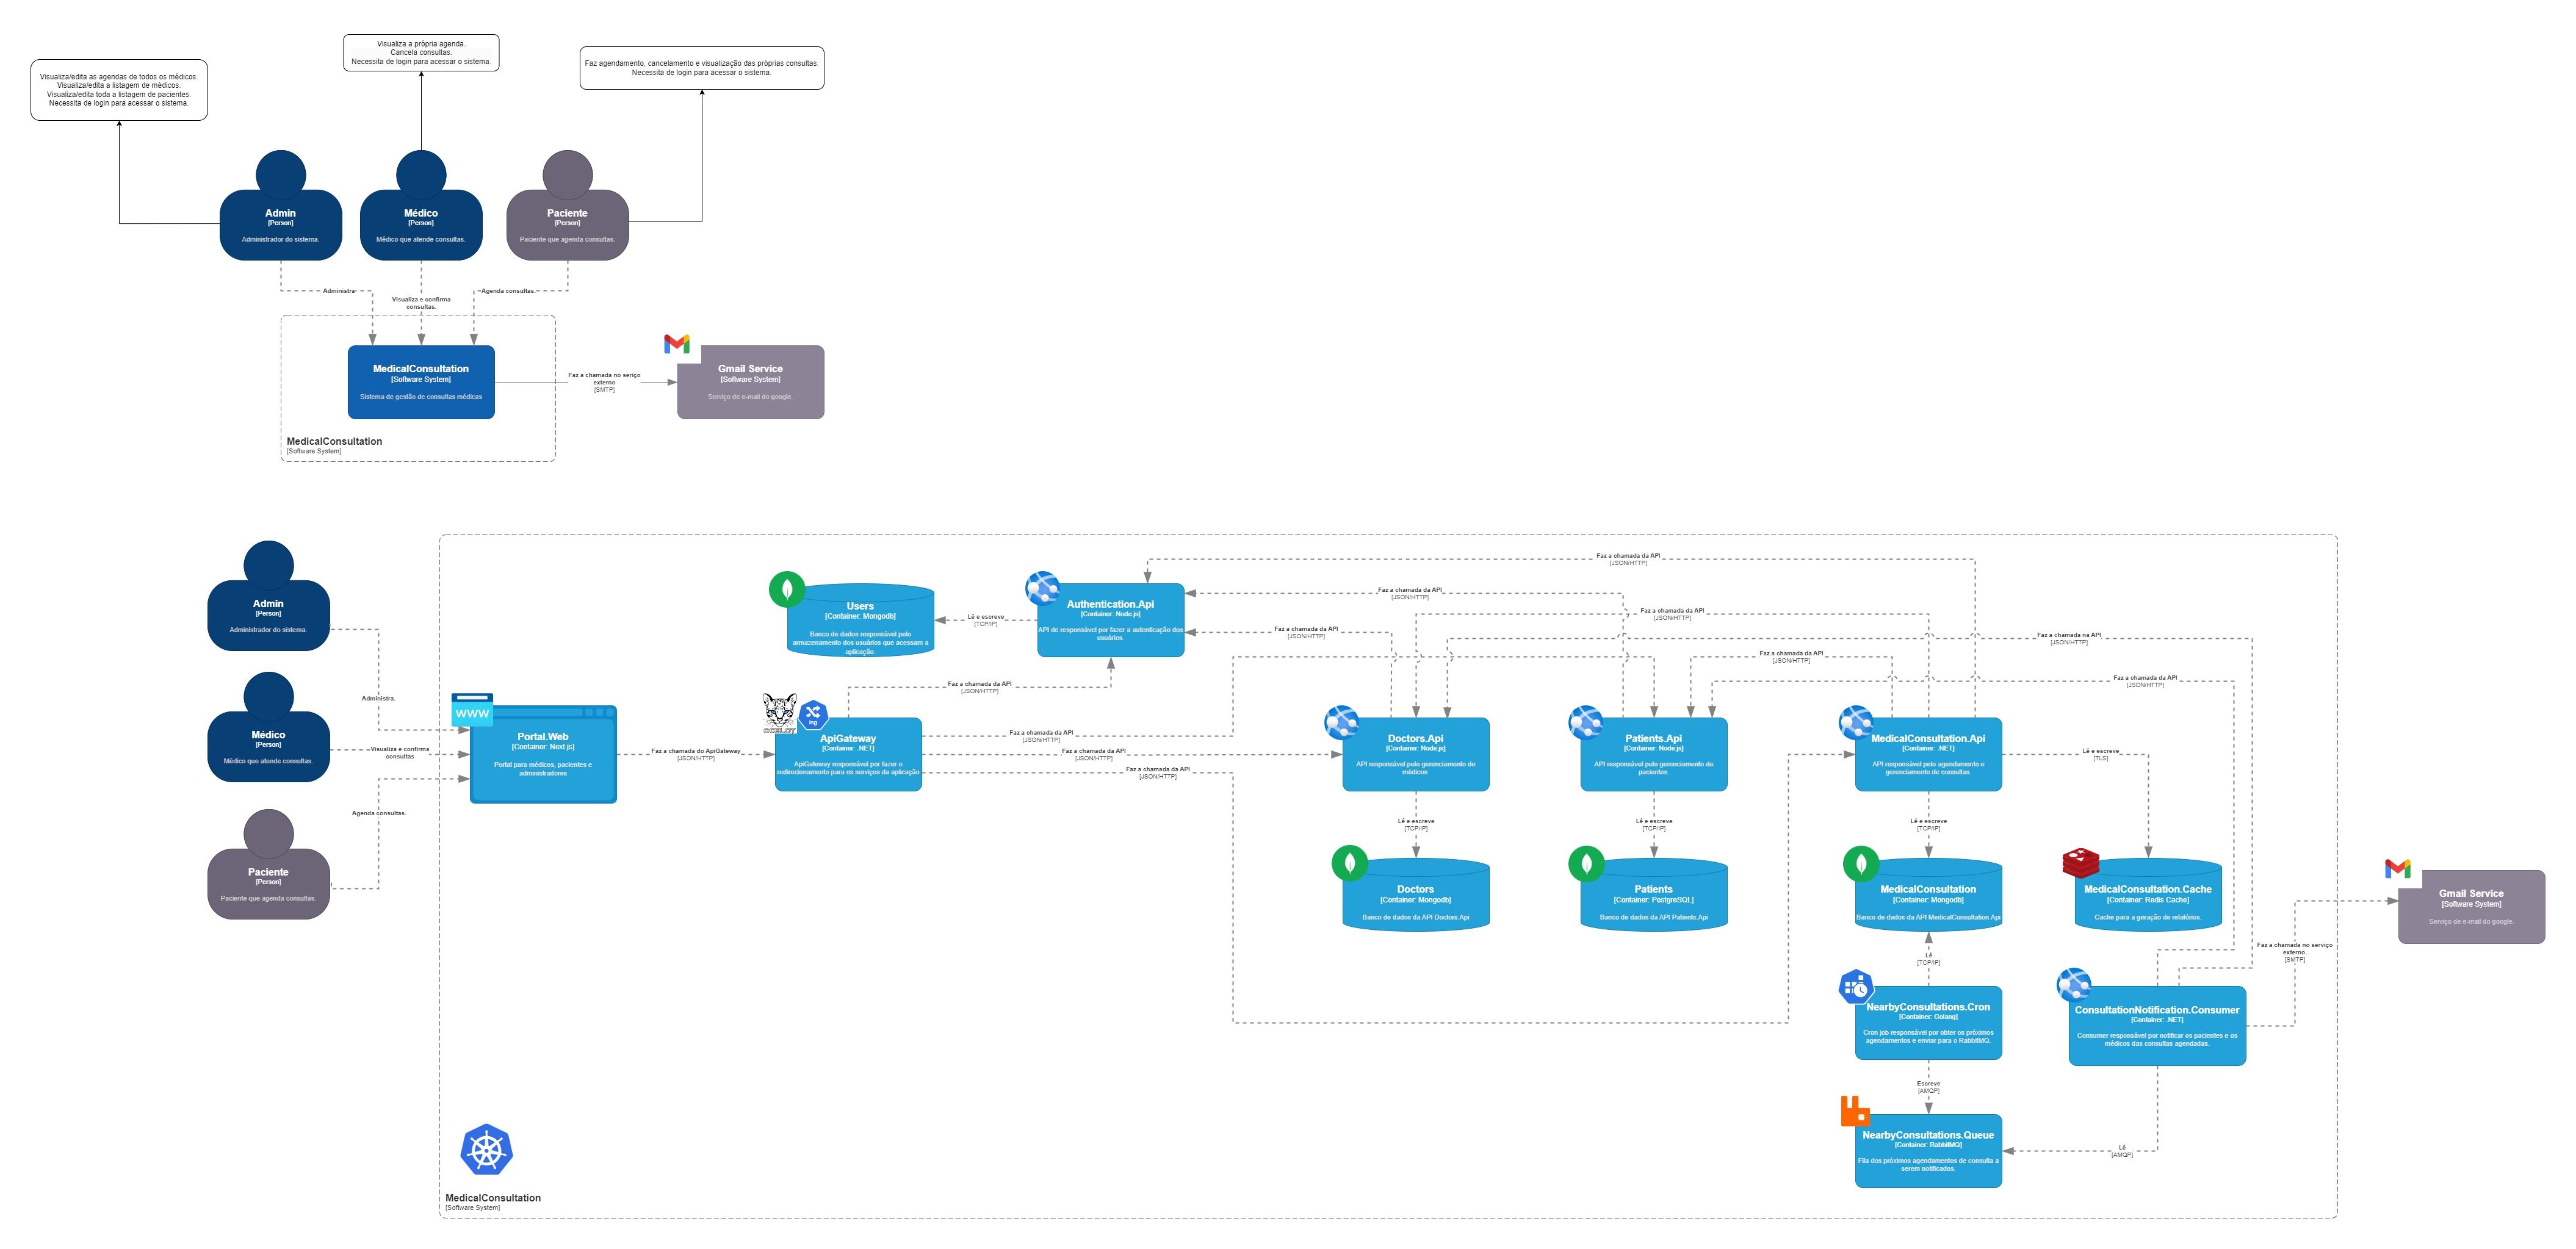 Visualiza/edita as agendas de todos os médicos.
Visualiza/edita a listagem de médicos.
Visualiza/edita toda a listagem de pacientes.
Necessita de login para acessar o sistema.
Visualiza a própria agenda.
Cancela consultas.
Necessita de login para acessar o sistema.
Faz agendamento, cancelamento e visualização das próprias consultas.
Necessita de login para acessar o sistema.
Admin
[Person]
Administrador do sistema.
Médico
[Person]
Médico que atende consultas.
Paciente
[Person]
Paciente que agenda consultas.
Administra
Visualiza e confirma
consultas.
Agenda consultas.
MedicalConsultation
[Software System]
Sistema de gestão de consultas médicas
Faz a chamada no seriço
externo
[SMTP]
Gmail Service
[Software System]
Serviço de e-mail do google.
MedicalConsultation
[Software System]
Admin
[Person]
Administrador do sistema.
Médico
[Person]
Médico que atende consultas.
Paciente
[Person]
Paciente que agenda consultas.
Administra.
Visualiza e confirma
consultas
Agenda consultas.
WWW
Portal.Web
[Container: Next.js]
Portal para médicos, pacientes e
administradores
Faz a chamada do ApiGateway
[JSON/HTTP]
OCELOT
ing
ApiGateway
[Container: .NET]
ApiGateway responsável por fazer o
redirecionamento para os serviços da aplicação
Users
[Container: Mongodb]
Banco de dados responsável pelo
armazenamento dos usuários que acessam a
aplicação.
Lê e escreve
[TCP/IP]
Authentication.Api
[Container: Node.js]
API de responsável por fazer a autenticação dos
usuários.
Faz a chamada da API
[JSON/HTTP]
Faz a chamada da API
[JSON/HTTP]
Faz a chamada da API
[JSON/HTTP]
Faz a chamada da API
[JSON/HTTP]
Faz a chamada da API
[JSON/HTTP]
Faz a chamada da API
[JSON/HTTP]
Faz a chamada da API
[JSON/HTTP]
Faz a chamada da API
[JSON/HTTP]
Faz a chamada na API
[JSON/HTTP]
Faz a chamada da API
[JSON/HTTP]
Faz a chamada da API
[JSON/HTTP]
Doctors.Api
[Container: Node.js]
API responsável pelo gerenciamento de
médicos.
Patients.Api
[Container: Node.js]
API responsável pelo gerenciamento de
pacientes.
MedicalConsultation.Api
[Container: .NET]
API responsável pelo agendamento e
gerenciamento de consultas.
Lê e escreve
[TLS]
Lê e escreve
[TCP/IP]
Lê e escreve
[TCP/IP]
Lê e escreve
[TCP/IP]
Doctors
[Container: Mongodb]
Banco de dados da API Doctors.Api
Patients
[Container: PostgreSQL]
Banco de dados da API Patients.Api
MedicalConsultation
[Container: Mongodb]
Banco de dados da API MedicalConsultation.Api
MedicalConsultation.Cache
[Container: Redis Cache]
Cache para a geração de relatórios.
Lê
[TCP/IP]
NearbyConsultations.Cron
[Container: Golang]
Cron job responsável por obter os próximos
agendamentos e enviar para o RabbitMQ.
ConsultationNotification.Consumer
[Container: .NET]
Consumer responsável por notificar os pacientes e os
médicos das consultas agendadas.
Faz a chamada no serviço
externo.
[SMTP]
Gmail Service
[Software System]
Serviço de e-mail do google.
Escreve
[AMQP]
NearbyConsultations.Queue
[Container: RabbitMQ]
Fila dos próximos agendamentos de consulta a
serem notificados.
Lê
[AMQP]
MedicalConsultation
[Software System]